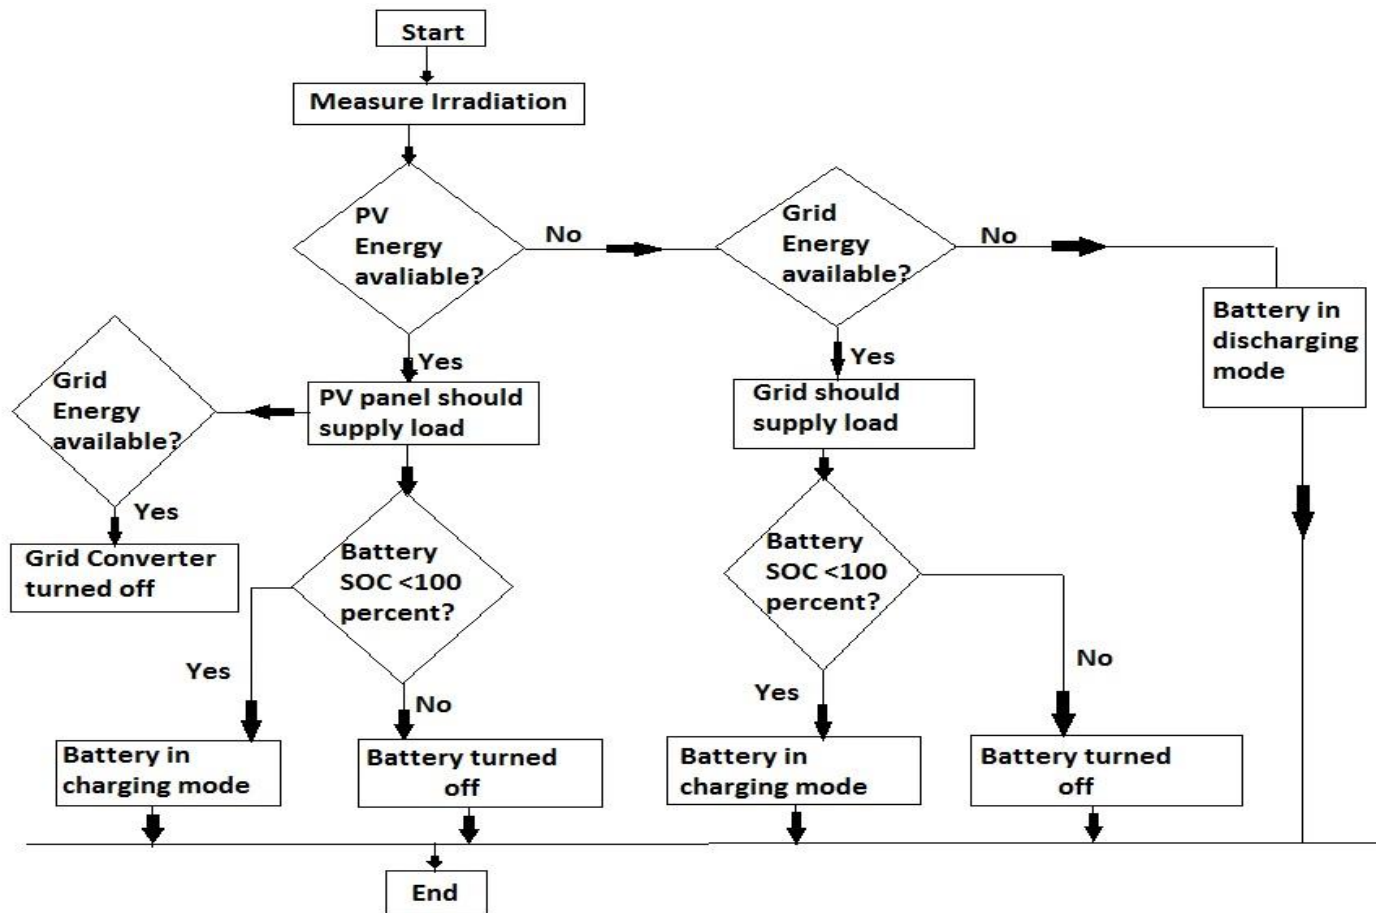 Start
Measure Irradiation
PV
Energy
avaliable?
No
Grid
Energy
available?
No
Battery in
discharging
mode
Yes
PV panel should
supply load
Grid
Energy
available?
Yes
Grid Converter
turned off
Yes
Grid should
supply load
Battery
SOC <100
percent?
Yes
No
Battery in
charging mode
Battery turned
off
Battery
SOC <100
percent?
Yes
No
Battery in
charging mode
Battery turned
off
End